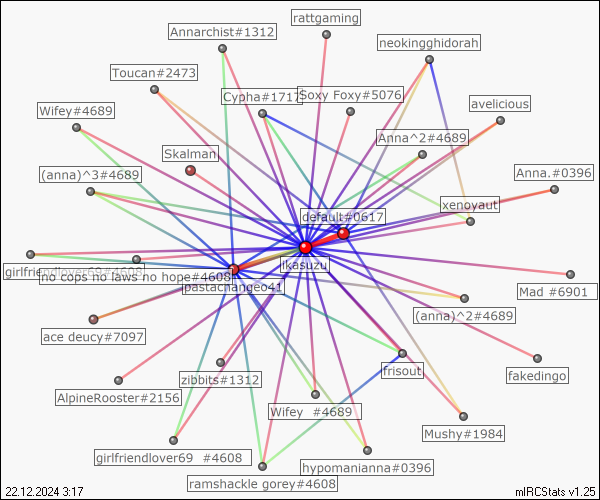 rattgaming
Annarchist#1312
neokingghidorah
Toucan#2473
Cypha#1717
Soxy Foxy#5076
avelicious
Wifey#4689
Anna^2#4689
Skalman
(anna)^3#4689
Anna.#0396
xenoyaut
default#0617
ikasuzu
girlfriendlover69#4608
no cops no laws no hope#4608
pastachange041
Mad #6901
(anna)^2#4689
ace deucy#7097
frisout
fakedingo
zibbits#1312
AlpineRooster#2156
Wifey #4689
Mushy#1984
girlfriendlover69 #4608
hypomanianna#0396
ramshackle gorey#4608
22.12.2024 3:17
mIRCStats v1.25